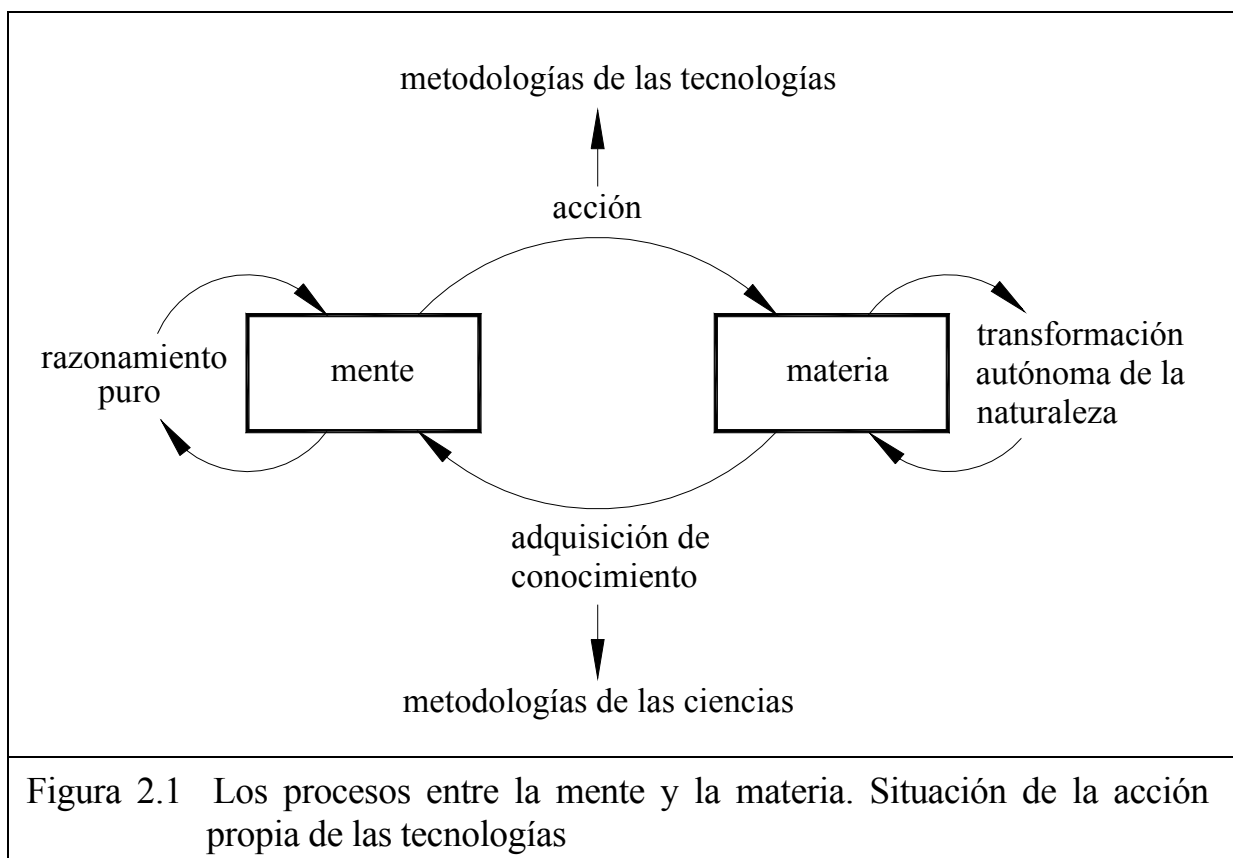 metodologías de las tecnologías
acción
razonamiento
puro
mente
materia
transformación
autónoma de la
naturaleza
adquisición de
conocimiento
metodologías de las ciencias
Figura 2.1 Los procesos entre la mente y la materia. Situación de la acción
propia de las tecnologías